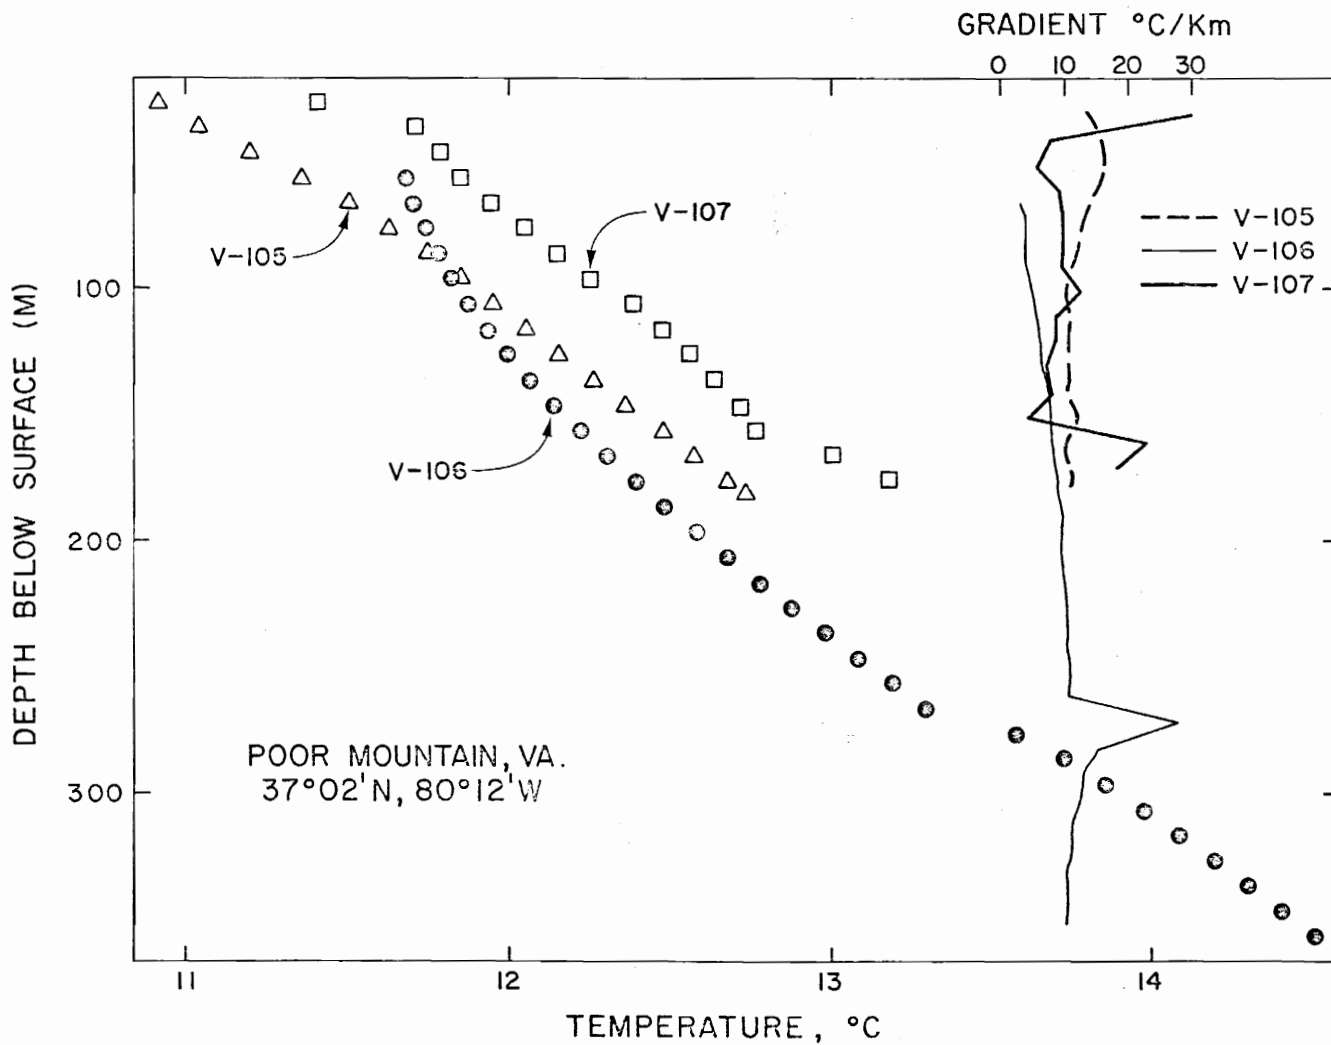 GRADIENT °C/Km
0 10 20 30
V-107
V-105
V-105
V-106
V-107
100
V-106
200
300
DEPTH BELOW SURFACE (M)
POOR MOUNTAIN, VA.
37°02'N, 80°12'W
11 12 13 14
TEMPERATURE, °C